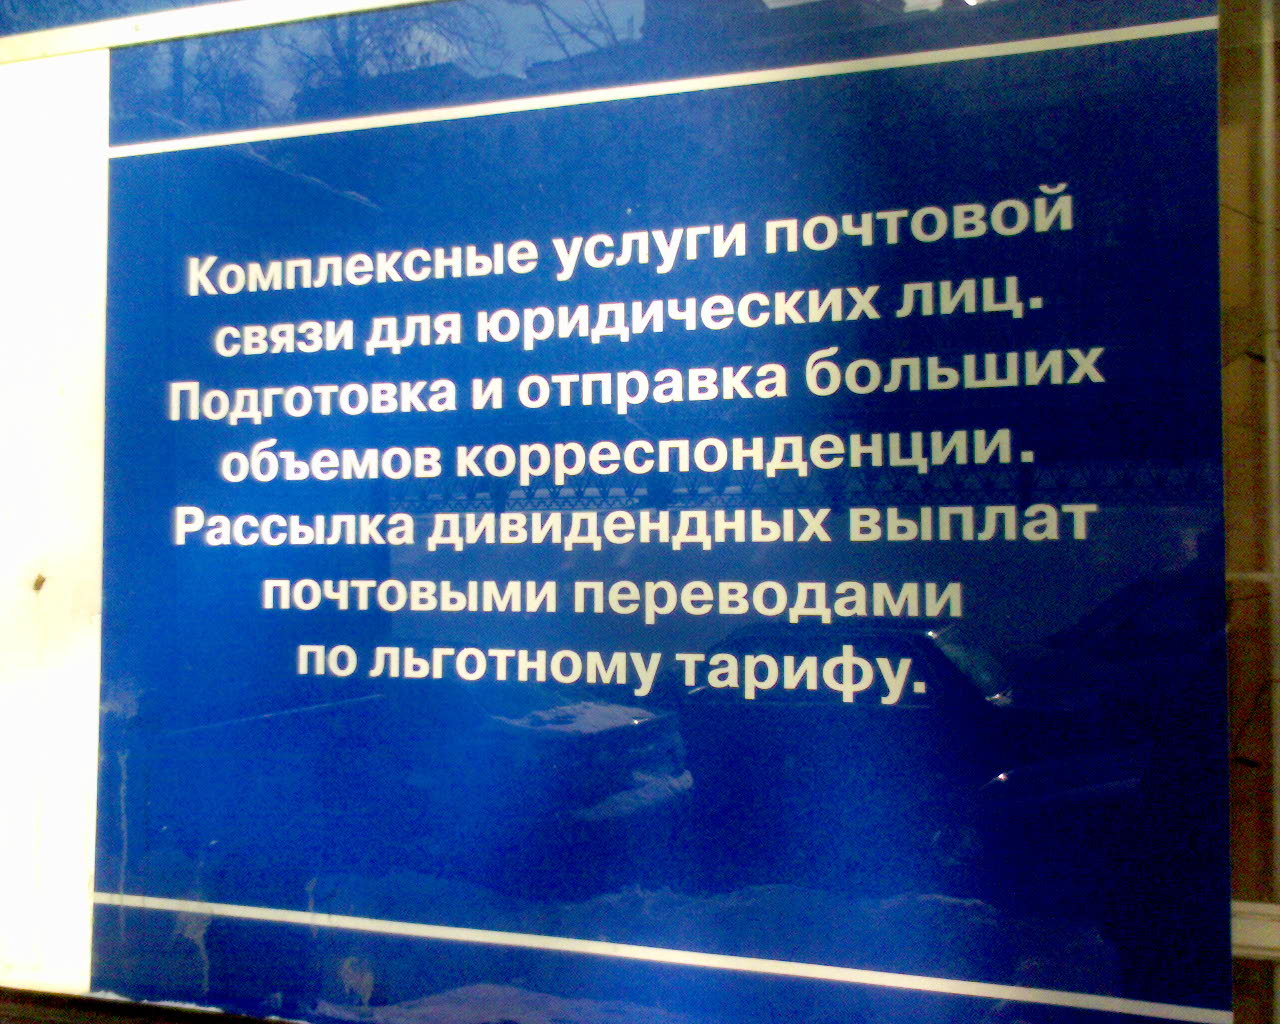 Комплексные услуги почтовой
связи для юридических лиц.
Подготовка и отправка больших
объемов корреспонденции.
Рассылка дивидендных выплат
почтовыми переводами
по льготному тарифу.